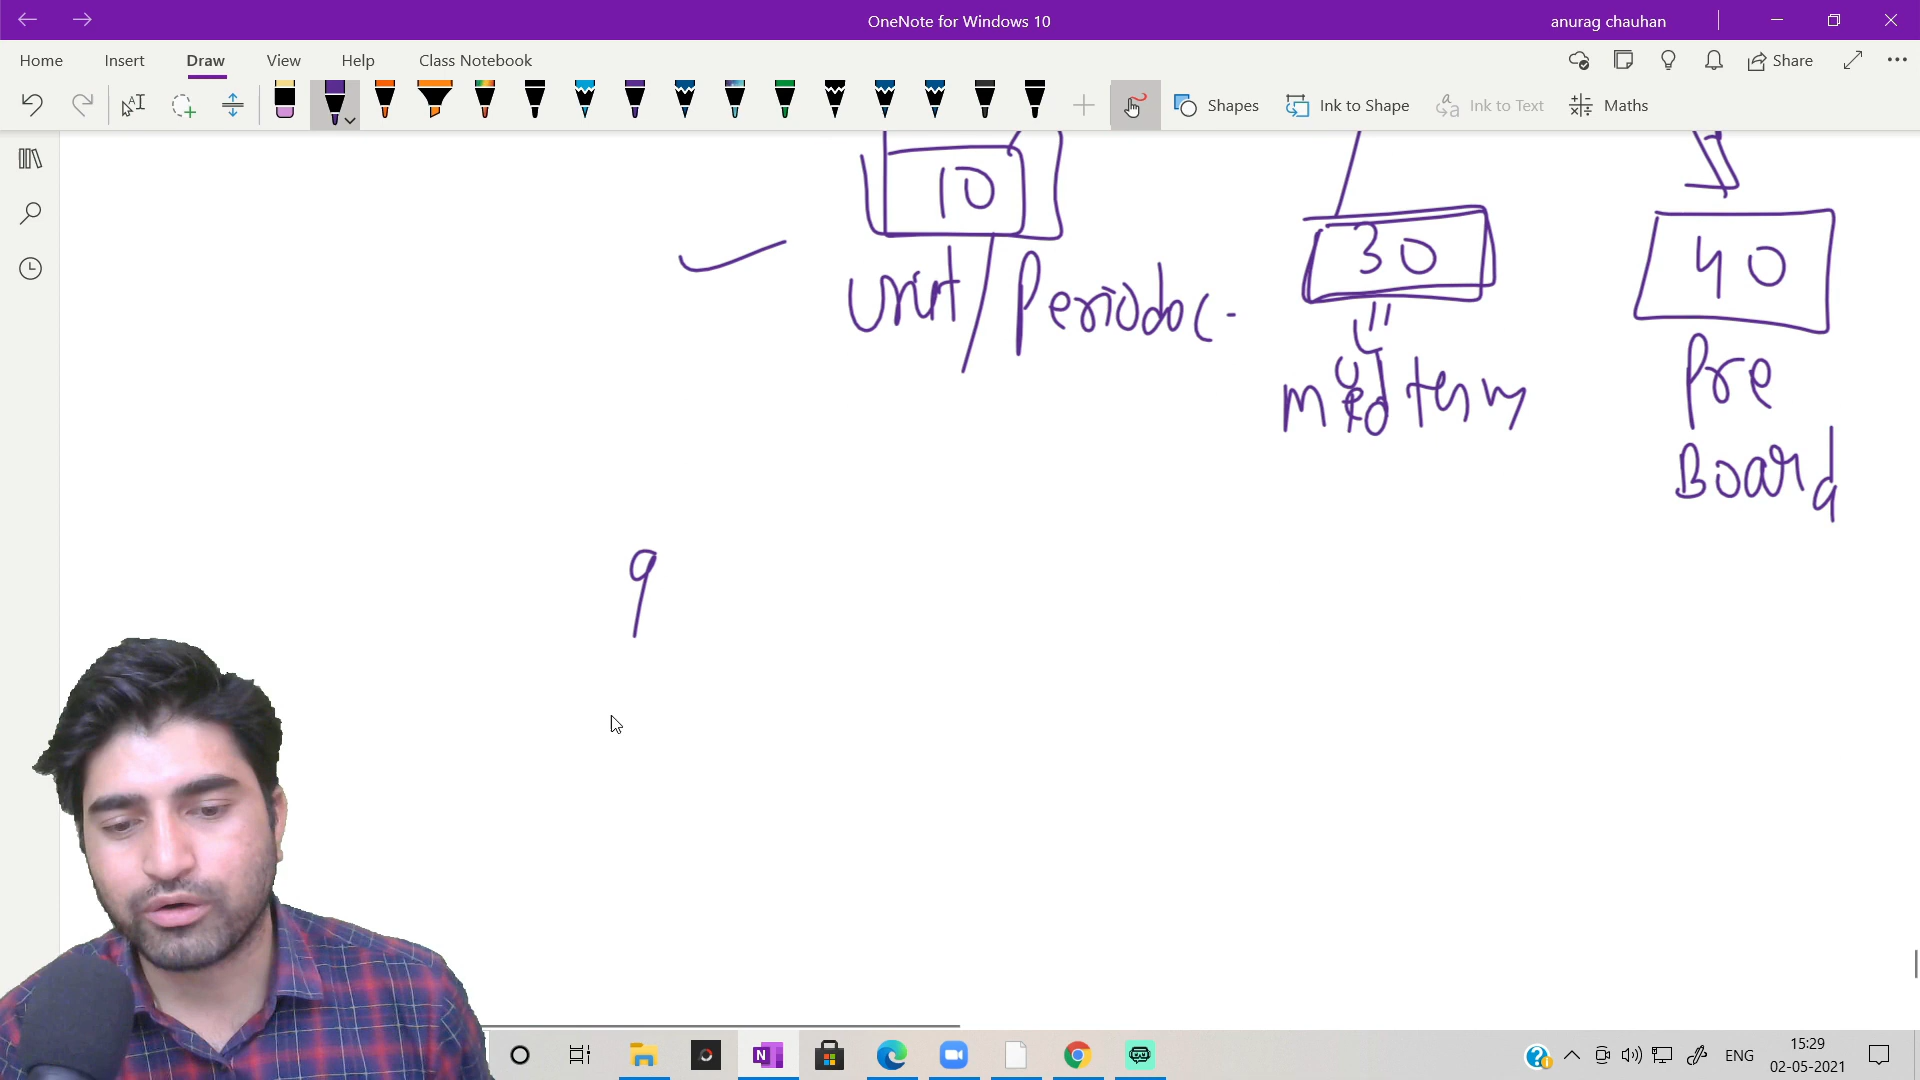 OneNote for Windows 10
anurag chauhan
Home Insert Draw View Help Class Notebook
Share
Shapes Ink to Shape Ink to Text Maths
10
30
40
Unit / Periodoc -
mid term
Pre
Board
9
ENG
15:29
02-05-2021